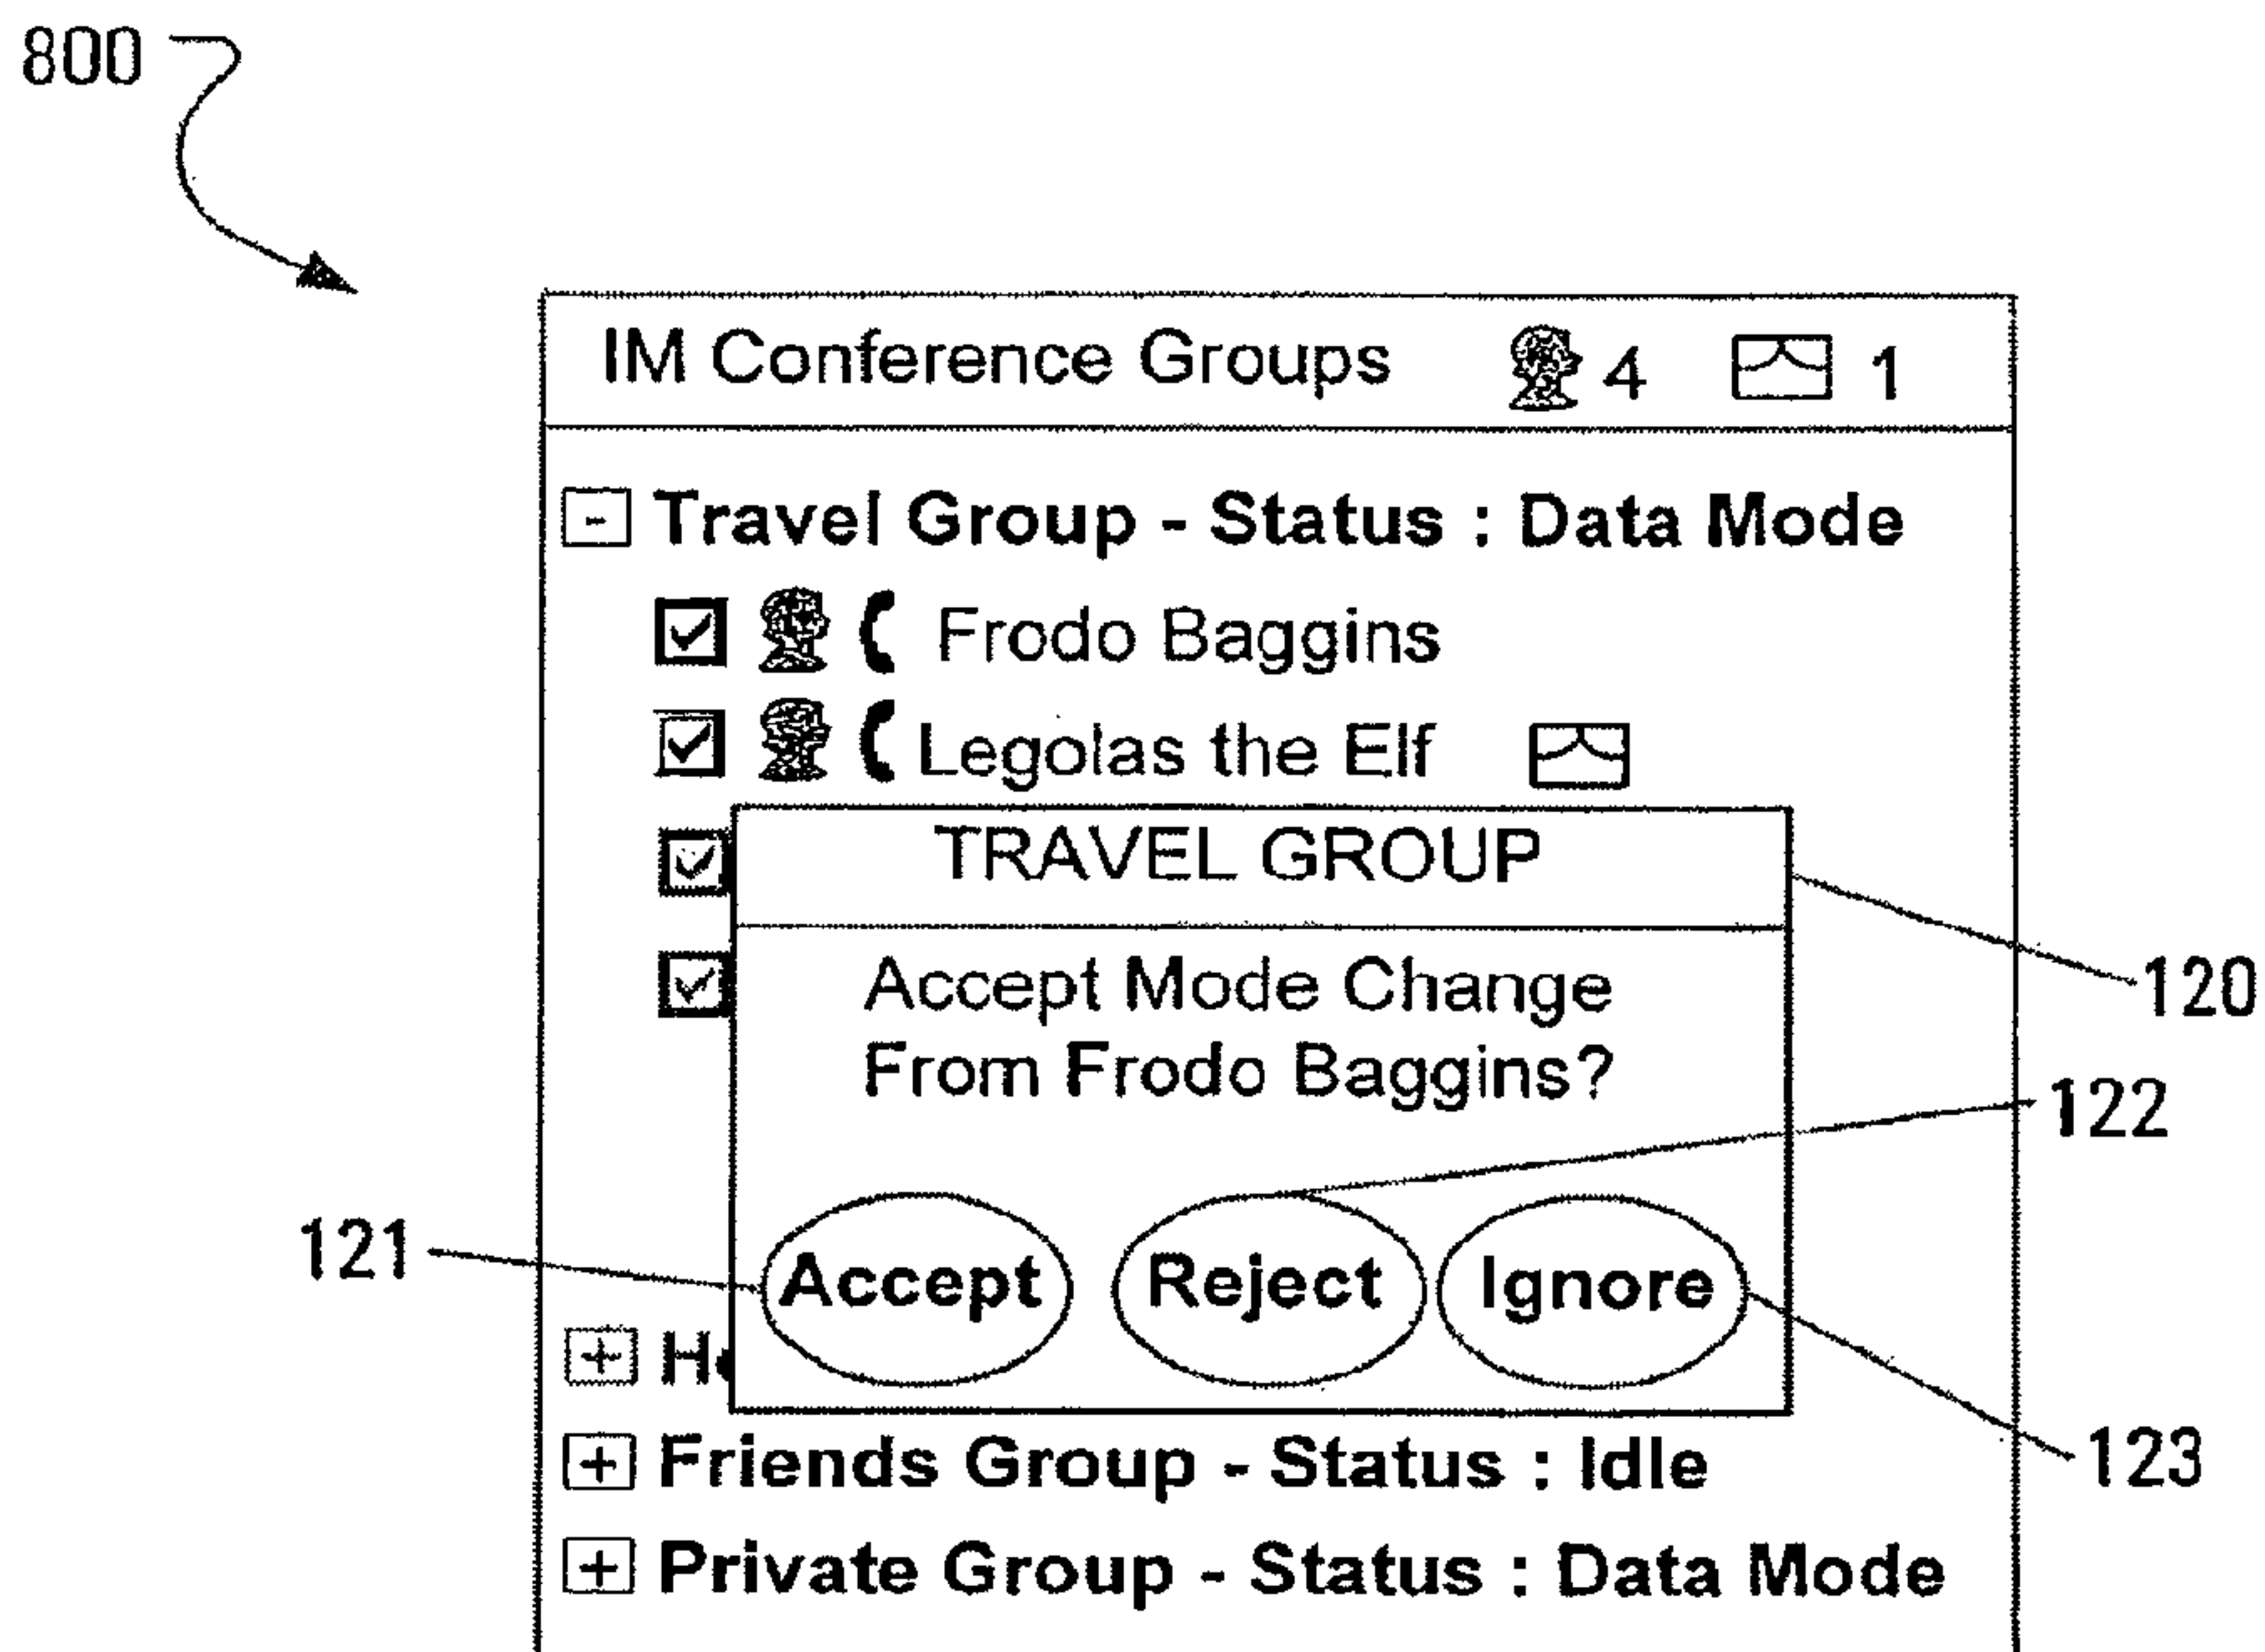 800
IM Conference Groups 4 1
- Travel Group - Status : Data Mode
Frodo Baggins
Legolas the Elf
TRAVEL GROUP
Accept Mode Change
From Frodo Baggins?
120
122
121
Accept Reject Ignore
+
123
+ Friends Group - Status : Idle
+ Private Group - Status : Data Mode